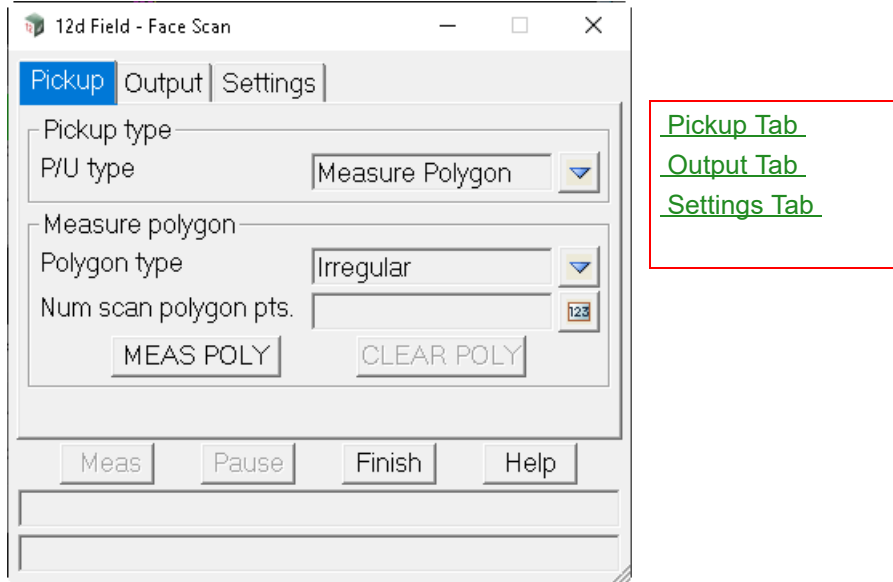 12d Field - Face Scan
Pickup Output Settings
Pickup type
P/U type Measure Polygon
Measure polygon
Polygon type Irregular
Num scan polygon pts. 123
MEAS POLY CLEAR POLY
Meas Pause Finish Help
Pickup Tab
Output Tab
Settings Tab